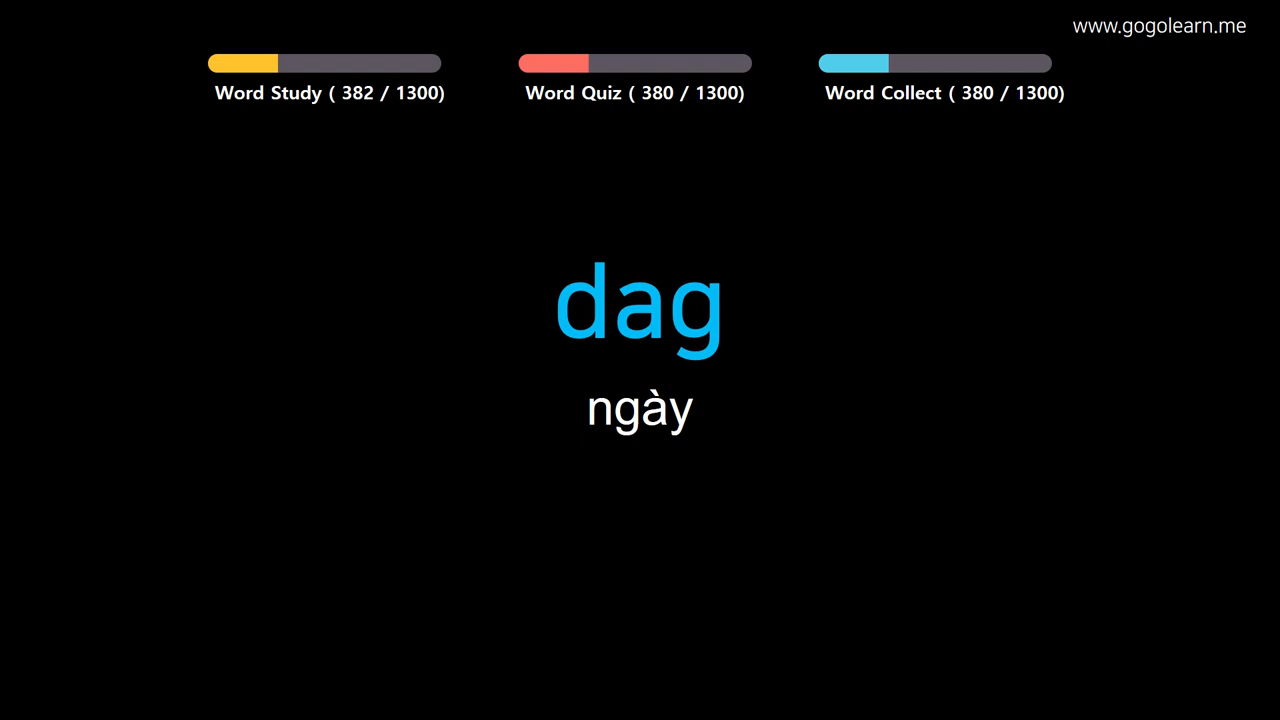 www.gogolearn.me
Word Study ( 382 / 1300)
Word Quiz ( 380 / 1300)
Word Collect ( 380 / 1300)
dag
ngày